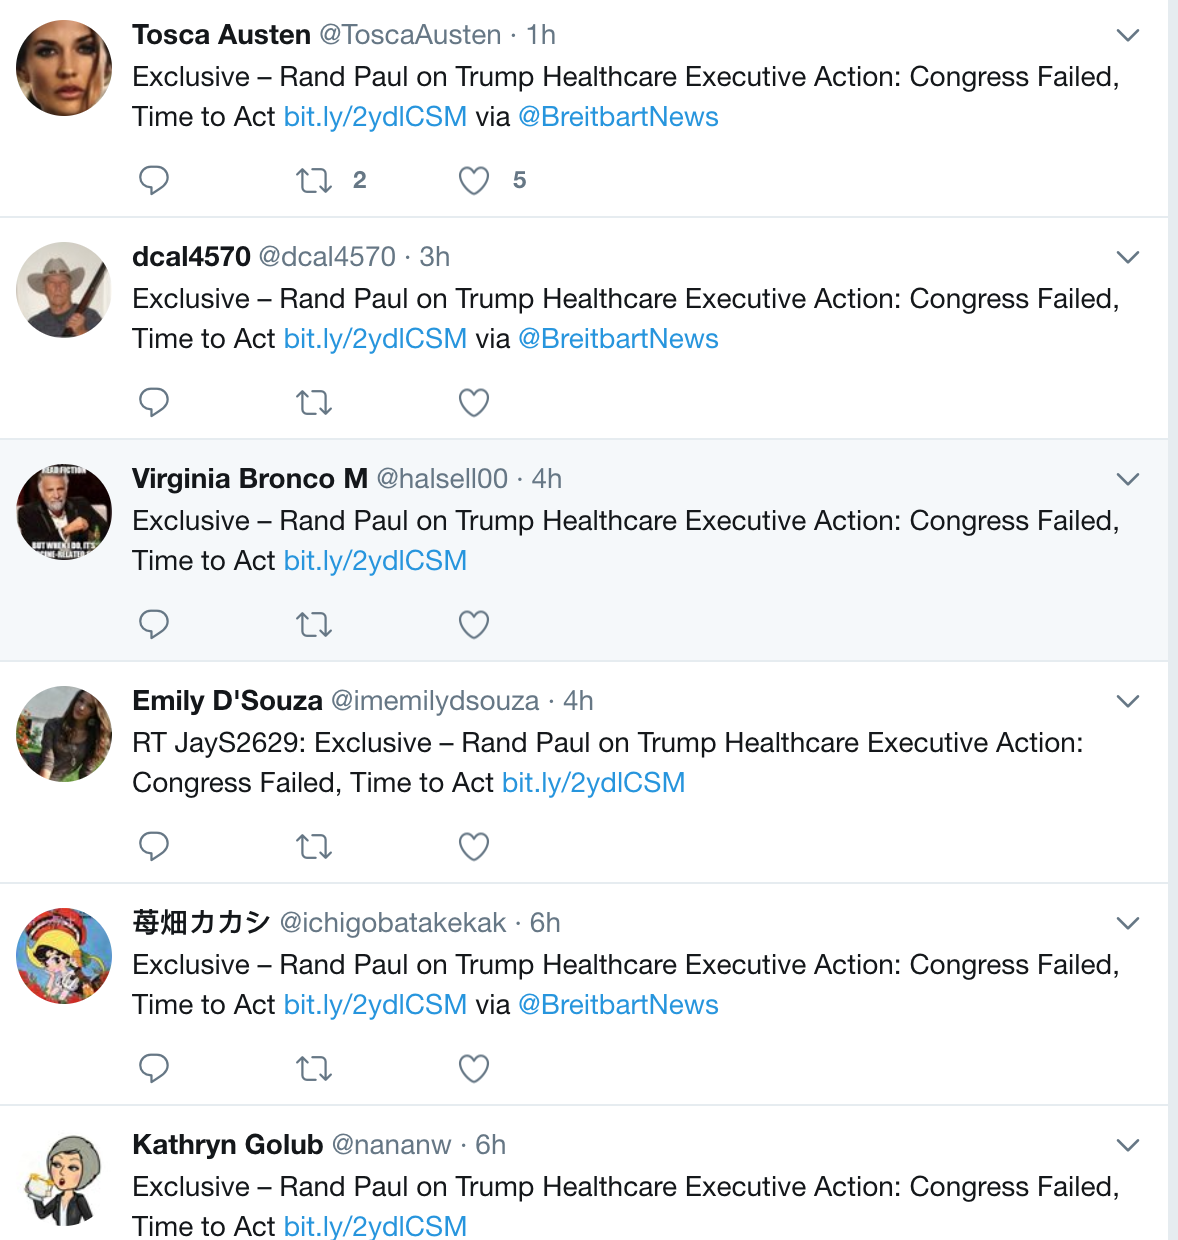 Tosca Austen @ToscaAusten · 1h
Exclusive – Rand Paul on Trump Healthcare Executive Action: Congress Failed,
Time to Act bit.ly/2ydlCSM via @BreitbartNews
2 5
dcal4570 @dcal4570 · 3h
Exclusive – Rand Paul on Trump Healthcare Executive Action: Congress Failed,
Time to Act bit.ly/2ydlCSM via @BreitbartNews
Virginia Bronco M @halsell00 · 4h
Exclusive – Rand Paul on Trump Healthcare Executive Action: Congress Failed,
Time to Act bit.ly/2ydlCSM
BUT WHEN I DO, IT'S
Emily D'Souza @imemilydsouza · 4h
RT JayS2629: Exclusive – Rand Paul on Trump Healthcare Executive Action:
Congress Failed, Time to Act bit.ly/2ydlCSM
苺畑カカシ @ichigobatakekak · 6h
Exclusive – Rand Paul on Trump Healthcare Executive Action: Congress Failed,
Time to Act bit.ly/2ydlCSM via @BreitbartNews
Kathryn Golub @nananw · 6h
Exclusive – Rand Paul on Trump Healthcare Executive Action: Congress Failed,
Time to Act bit.ly/2ydlCSM